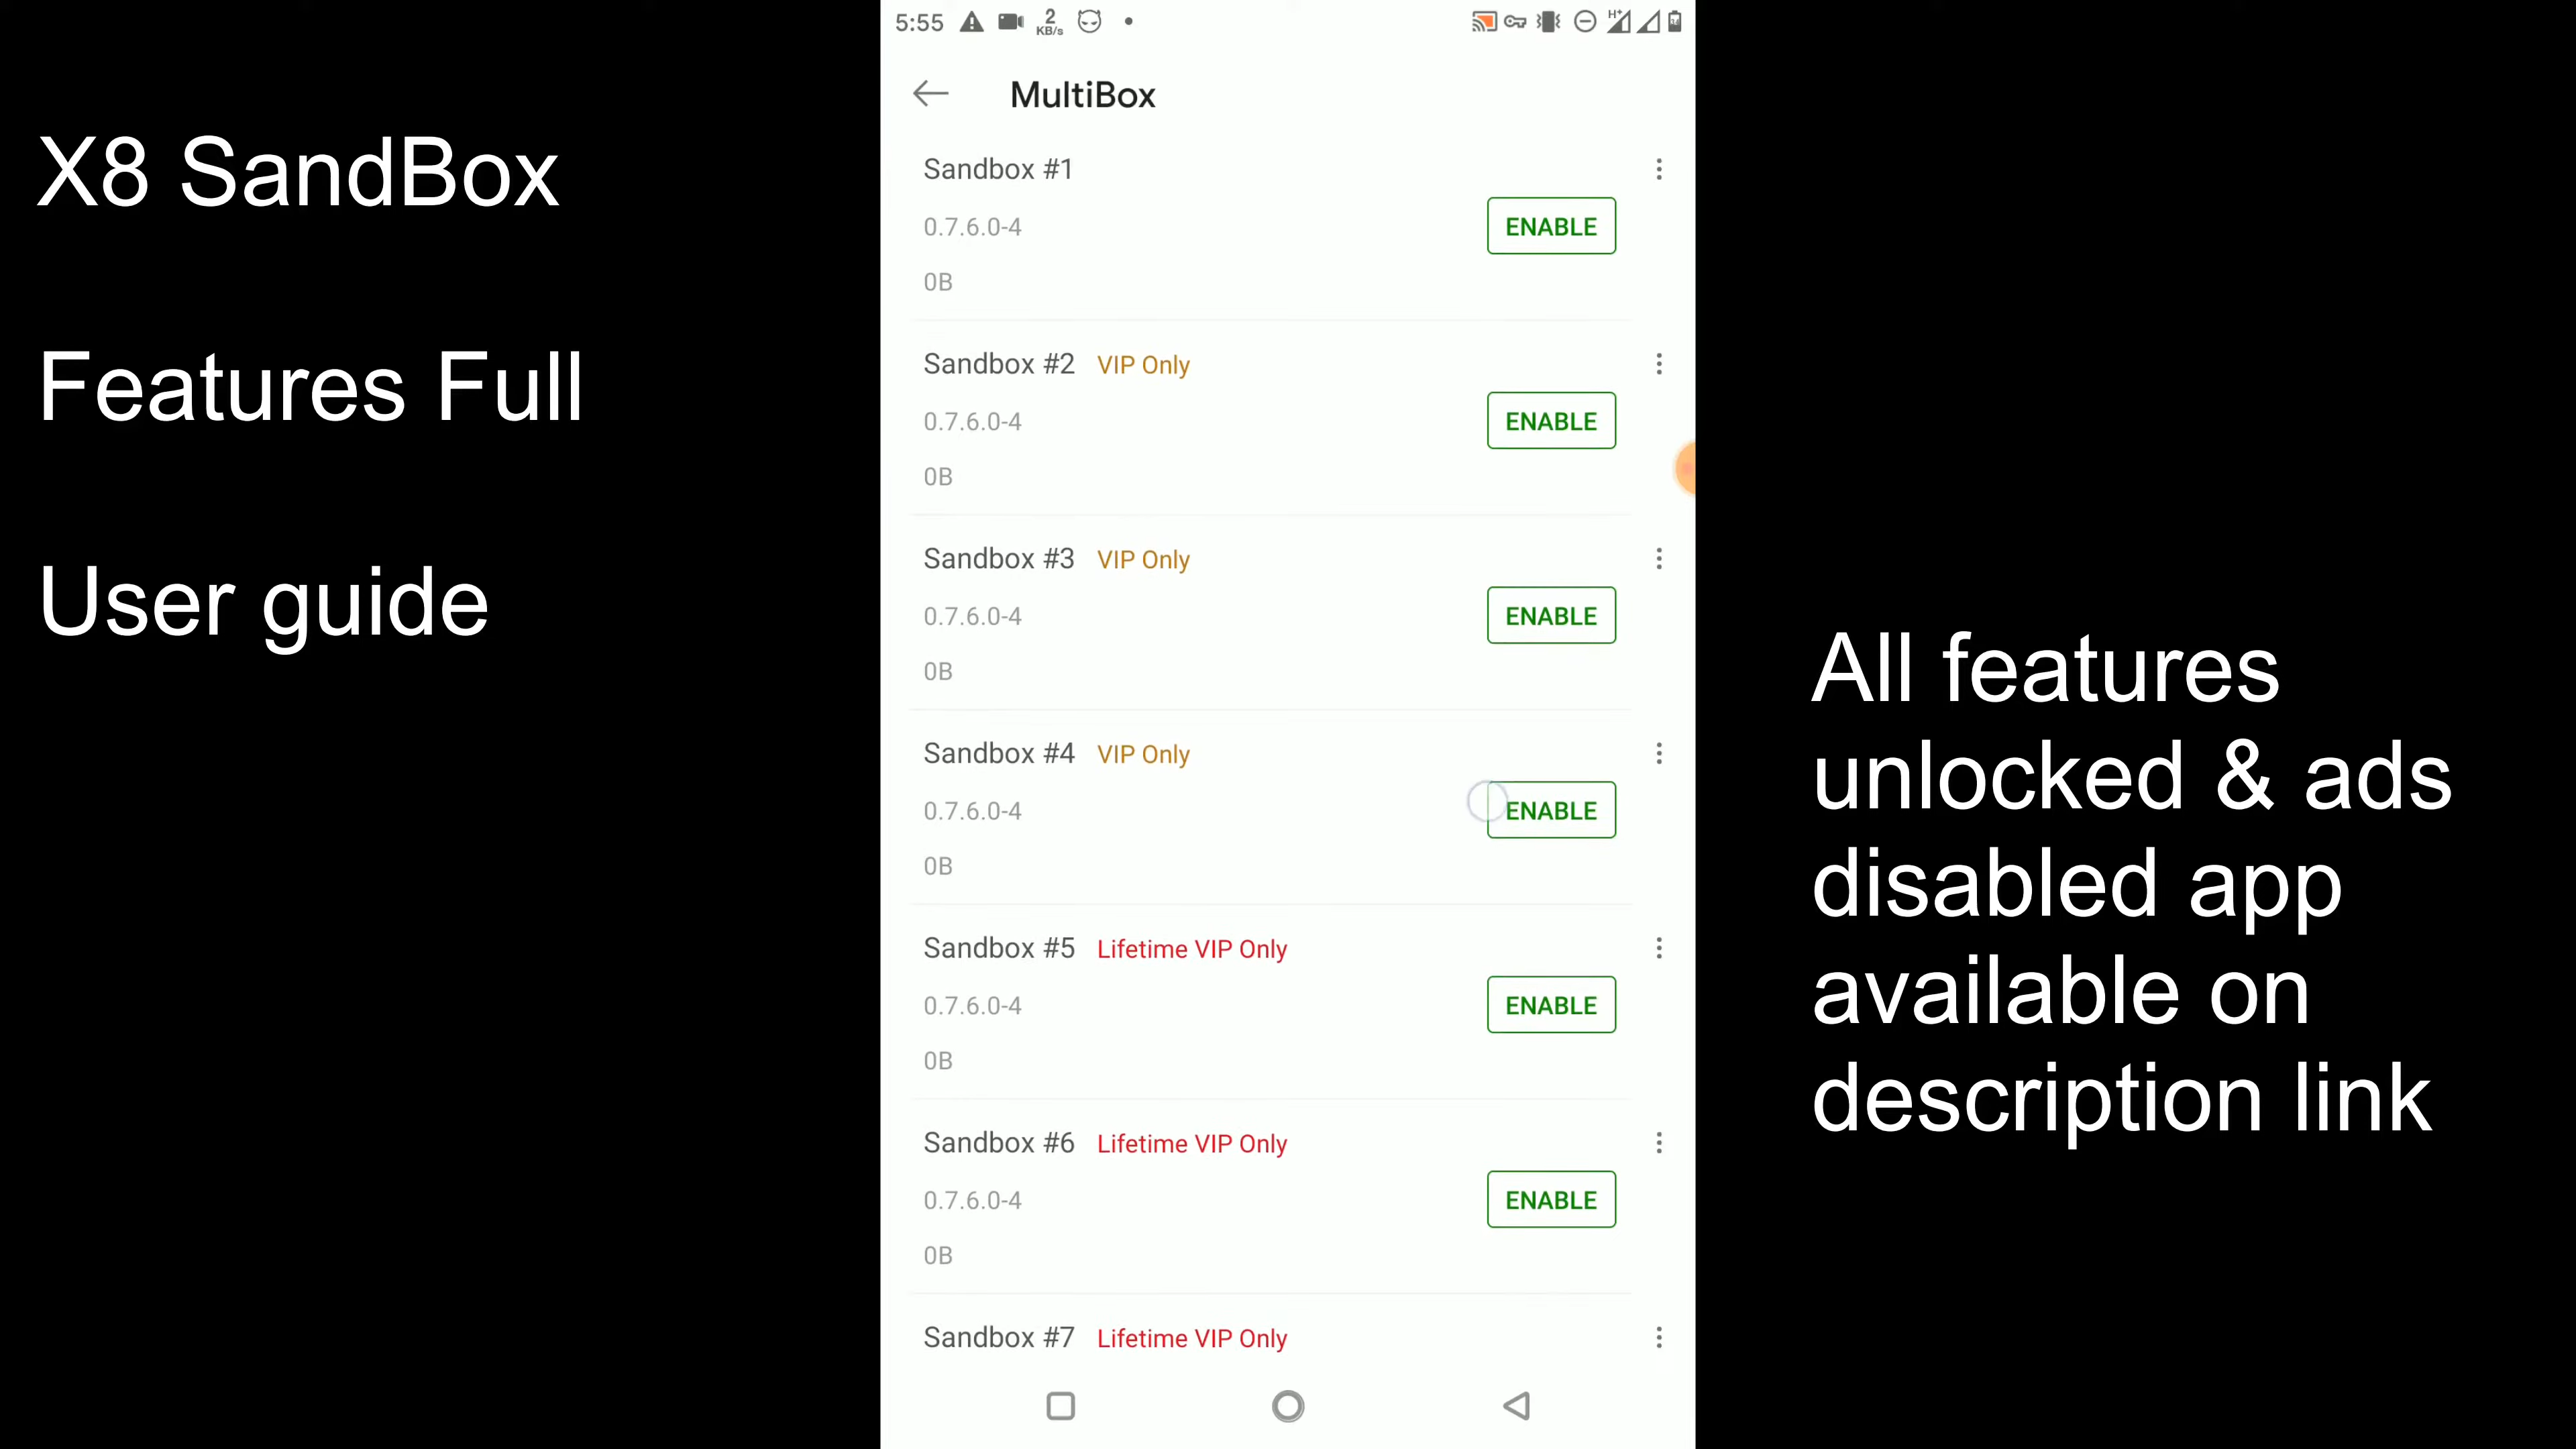 X8 SandBox
Features Full
User guide
5:55
2
KB/s
H+
MultiBox
Sandbox #1
0.7.6.0-4
ENABLE
0B
Sandbox #2 VIP Only
0.7.6.0-4
ENABLE
0B
Sandbox #3 VIP Only
0.7.6.0-4
ENABLE
0B
Sandbox #4 VIP Only
0.7.6.0-4
ENABLE
0B
Sandbox #5 Lifetime VIP Only
0.7.6.0-4
ENABLE
0B
Sandbox #6 Lifetime VIP Only
0.7.6.0-4
ENABLE
0B
Sandbox #7 Lifetime VIP Only
All features
unlocked & ads
disabled app
available on
description link